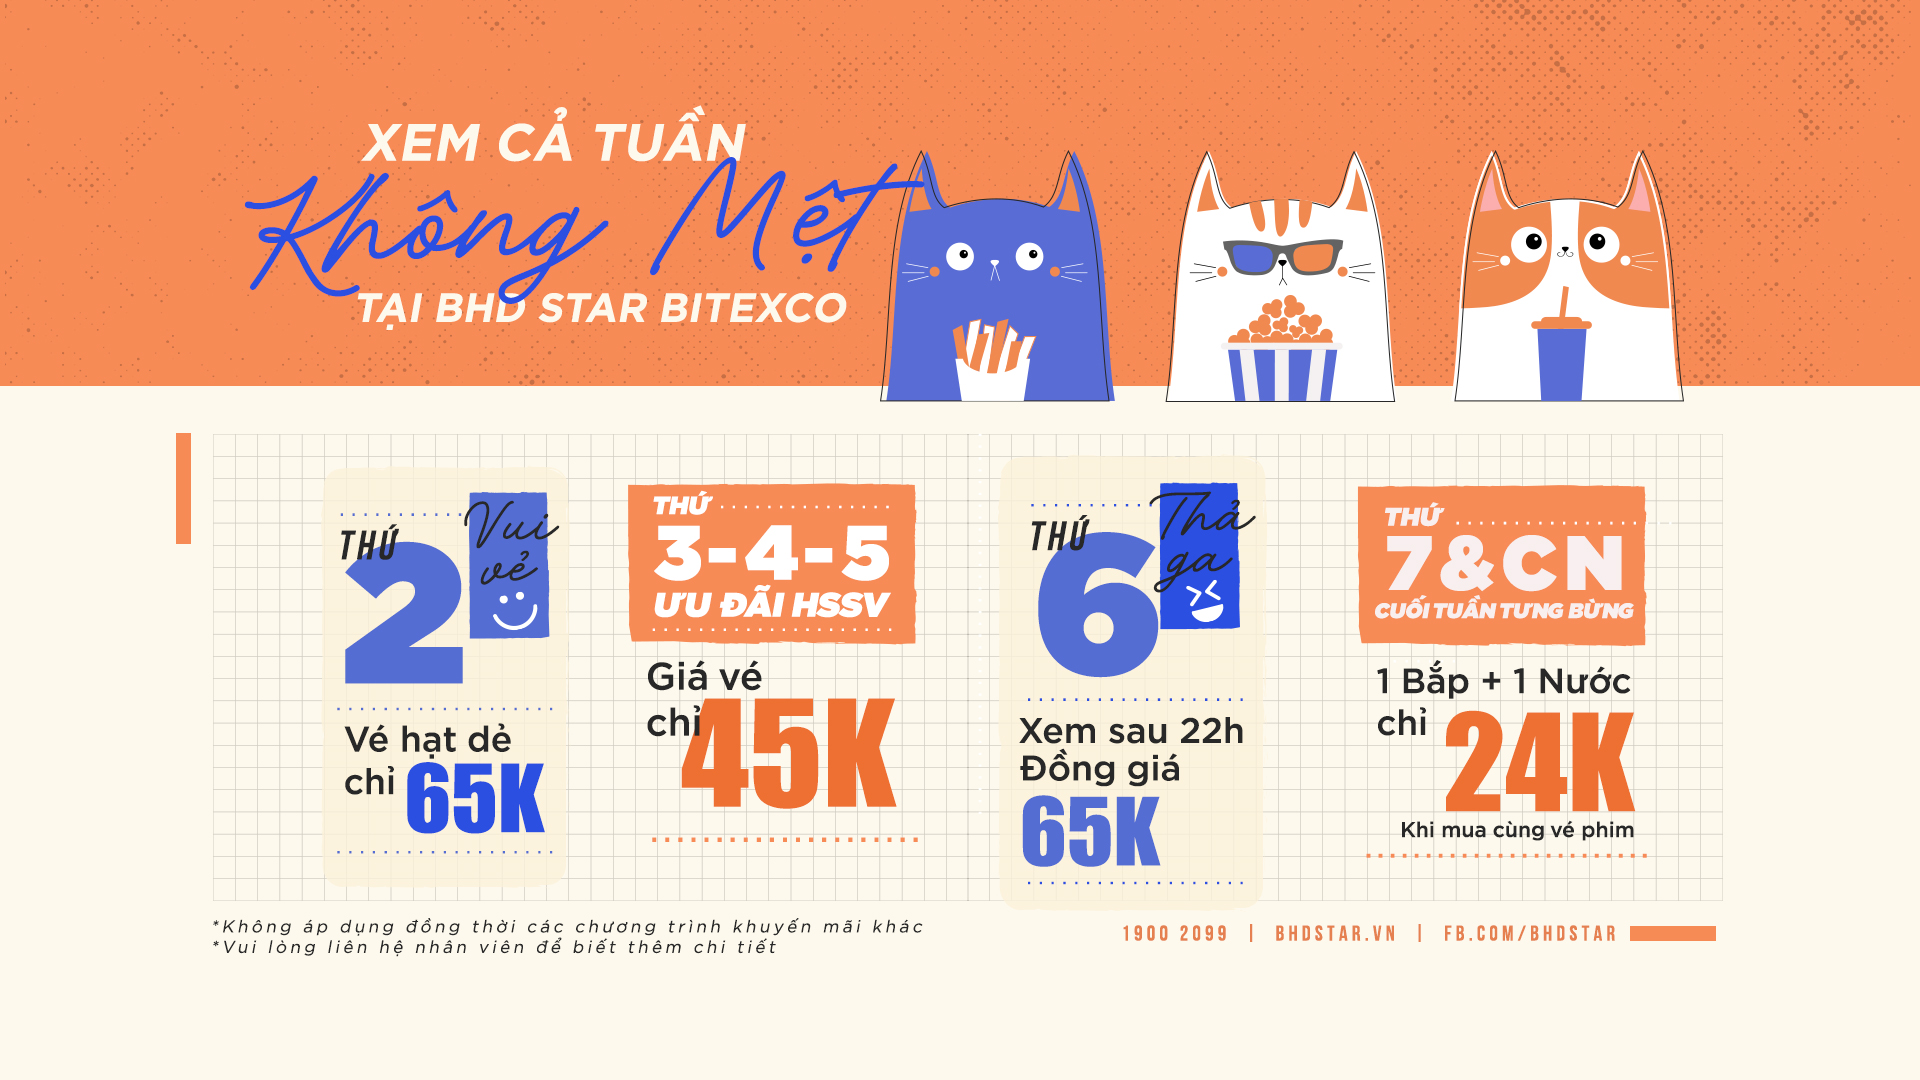 XEM CẢ TUẦN
Không Mệt
TẠI BHD STAR BITEXCO
THỨ
2
Vui
vẻ
Vé hạt dẻ
chỉ 65K
THỨ
3-4-5
ƯU ĐÃI HSSV
Giá vé
chỉ 45K
THỨ
6
Thả
ga
Xem sau 22h
Đồng giá
65K
THỨ
7&CN
CUỐI TUẦN TƯNG BỪNG
1 Bắp + 1 Nước
chỉ 24K
Khi mua cùng vé phim
*Không áp dụng đồng thời các chương trình khuyến mãi khác
*Vui lòng liên hệ nhân viên để biết thêm chi tiết
1900 2099 | BHDSTAR.VN | FB.COM/BHDSTAR